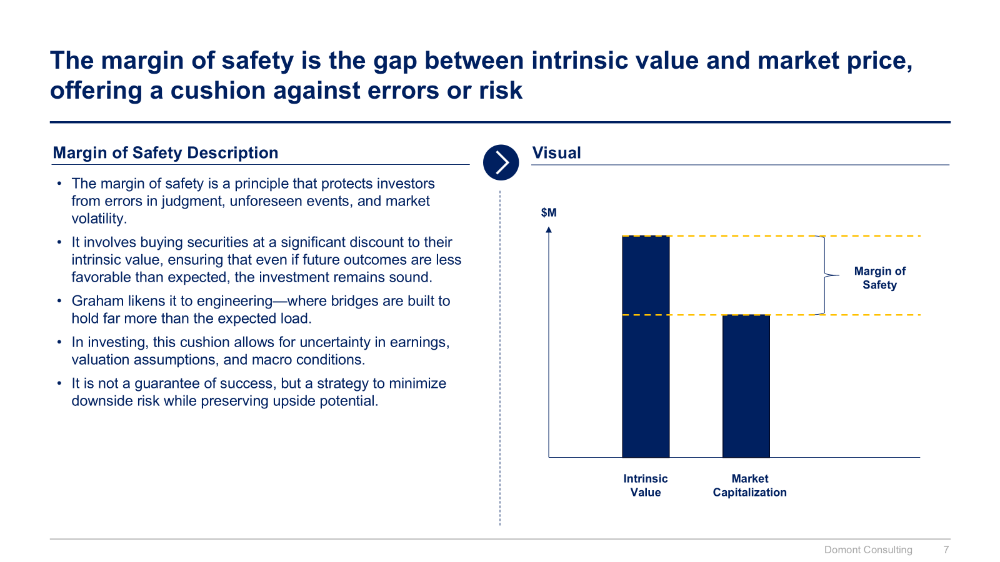 The margin of safety is the gap between intrinsic value and market price,
offering a cushion against errors or risk
Margin of Safety Description
• The margin of safety is a principle that protects investors
from errors in judgment, unforeseen events, and market
volatility.
• It involves buying securities at a significant discount to their
intrinsic value, ensuring that even if future outcomes are less
favorable than expected, the investment remains sound.
• Graham likens it to engineering—where bridges are built to
hold far more than the expected load.
• In investing, this cushion allows for uncertainty in earnings,
valuation assumptions, and macro conditions.
• It is not a guarantee of success, but a strategy to minimize
downside risk while preserving upside potential.
Visual
$M
Margin of
Safety
Intrinsic
Value
Market
Capitalization
Domont Consulting
7